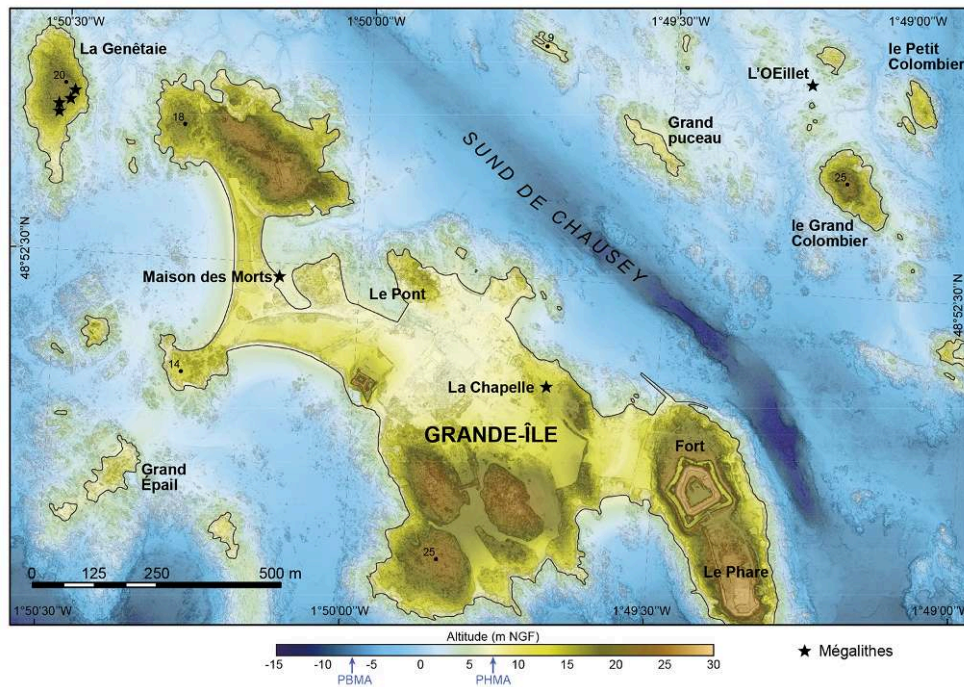 1°50'30"W
1°50'00"W
1°49'30"W
1°49'00"W
La Genêtaie
20
9
le Petit
Colombier
L'OEillet
18
Grand
puceau
SUND DE CHAUSEY
25
le Grand
Colombier
48°52'30"N
Maison des Morts
Le Pont
48°52'30"N
14
La Chapelle
GRANDE-ÎLE
Fort
Grand
Épail
25
Le Phare
0 125 250 500 m
1°50'30"W
1°50'00"W
1°49'30"W
1°49'00"W
Altitude (m NGF)
-15 -10 -5 0 5 10 15 20 25 30
PBMA
PHMA
Mégalithes